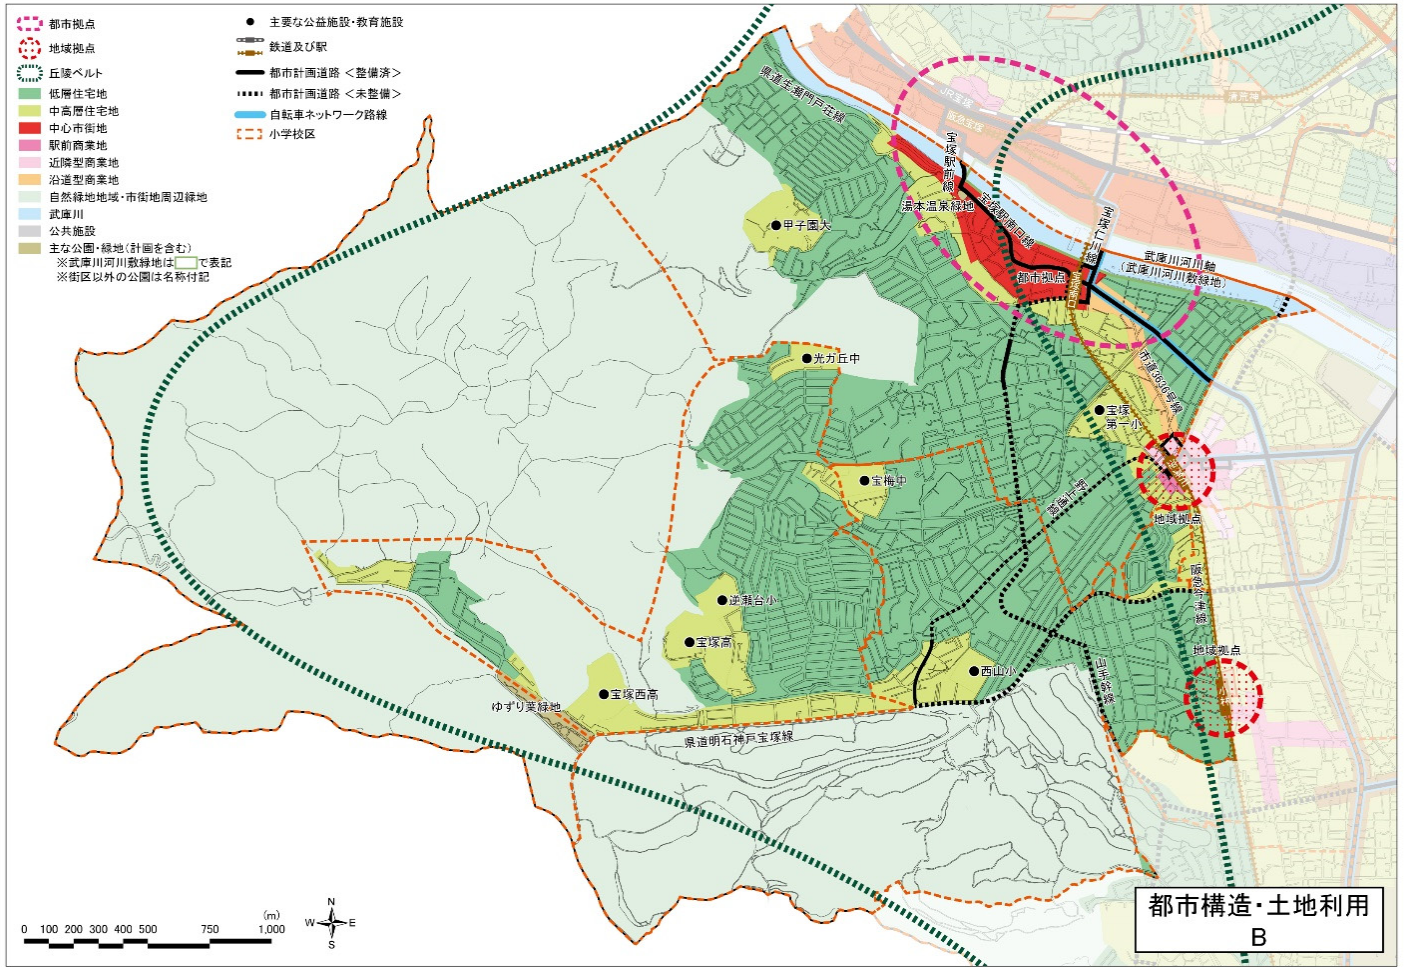 都市拠点
地域拠点
丘陵ベルト
低層住宅地
中高層住宅地
中心市街地
駅前商業地
近隣型商業地
沿道型商業地
自然緑地地域・市街地周辺緑地
武庫川
公共施設
主な公園・緑地(計画を含む)
※武庫川河川敷緑地は で表記
※街区以外の公園は名称付記
主要な公益施設・教育施設
鉄道及び駅
都市計画道路 <整備済>
都市計画道路 <未整備>
自転車ネットワーク路線
小学校区
県道生瀬門戸荘線
JR宝塚
阪急宝塚
宝塚駅前線
湯本温泉緑地
宝塚駅南口線
宝塚仁川線
武庫川河川軸
(武庫川河川敷緑地)
甲子園大
都市拠点
宝塚南口
光ガ丘中
市道3636号線
宝塚
第一小
宝梅中
野上通線
地域拠点
阪急今津線
逆瀬台小
宝塚高
西山小
山手幹線
地域拠点
宝塚西高
ゆずり葉緑地
県道明石神戸宝塚線
(m)
0 100 200 300 400 500 750 1,000
N
W E
S
都市構造・土地利用
B